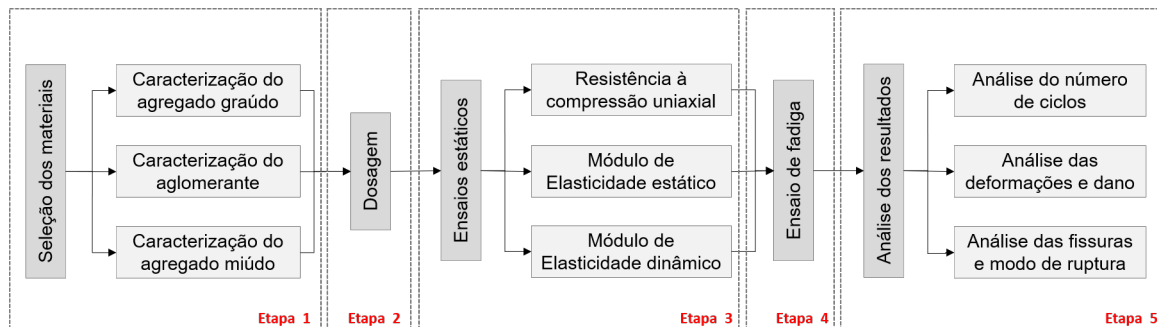 Seleção dos materiais
Caracterização do
agregado graúdo
Caracterização do
aglomerante
Caracterização do
agregado miúdo
Etapa 1
Dosagem
Etapa 2
Ensaios estáticos
Resistência à
compressão uniaxial
Módulo de
Elasticidade estático
Módulo de
Elasticidade dinâmico
Etapa 3
Ensaio de fadiga
Etapa 4
Análise dos resultados
Análise do número
de ciclos
Análise das
deformações e dano
Análise das fissuras
e modo de ruptura
Etapa 5